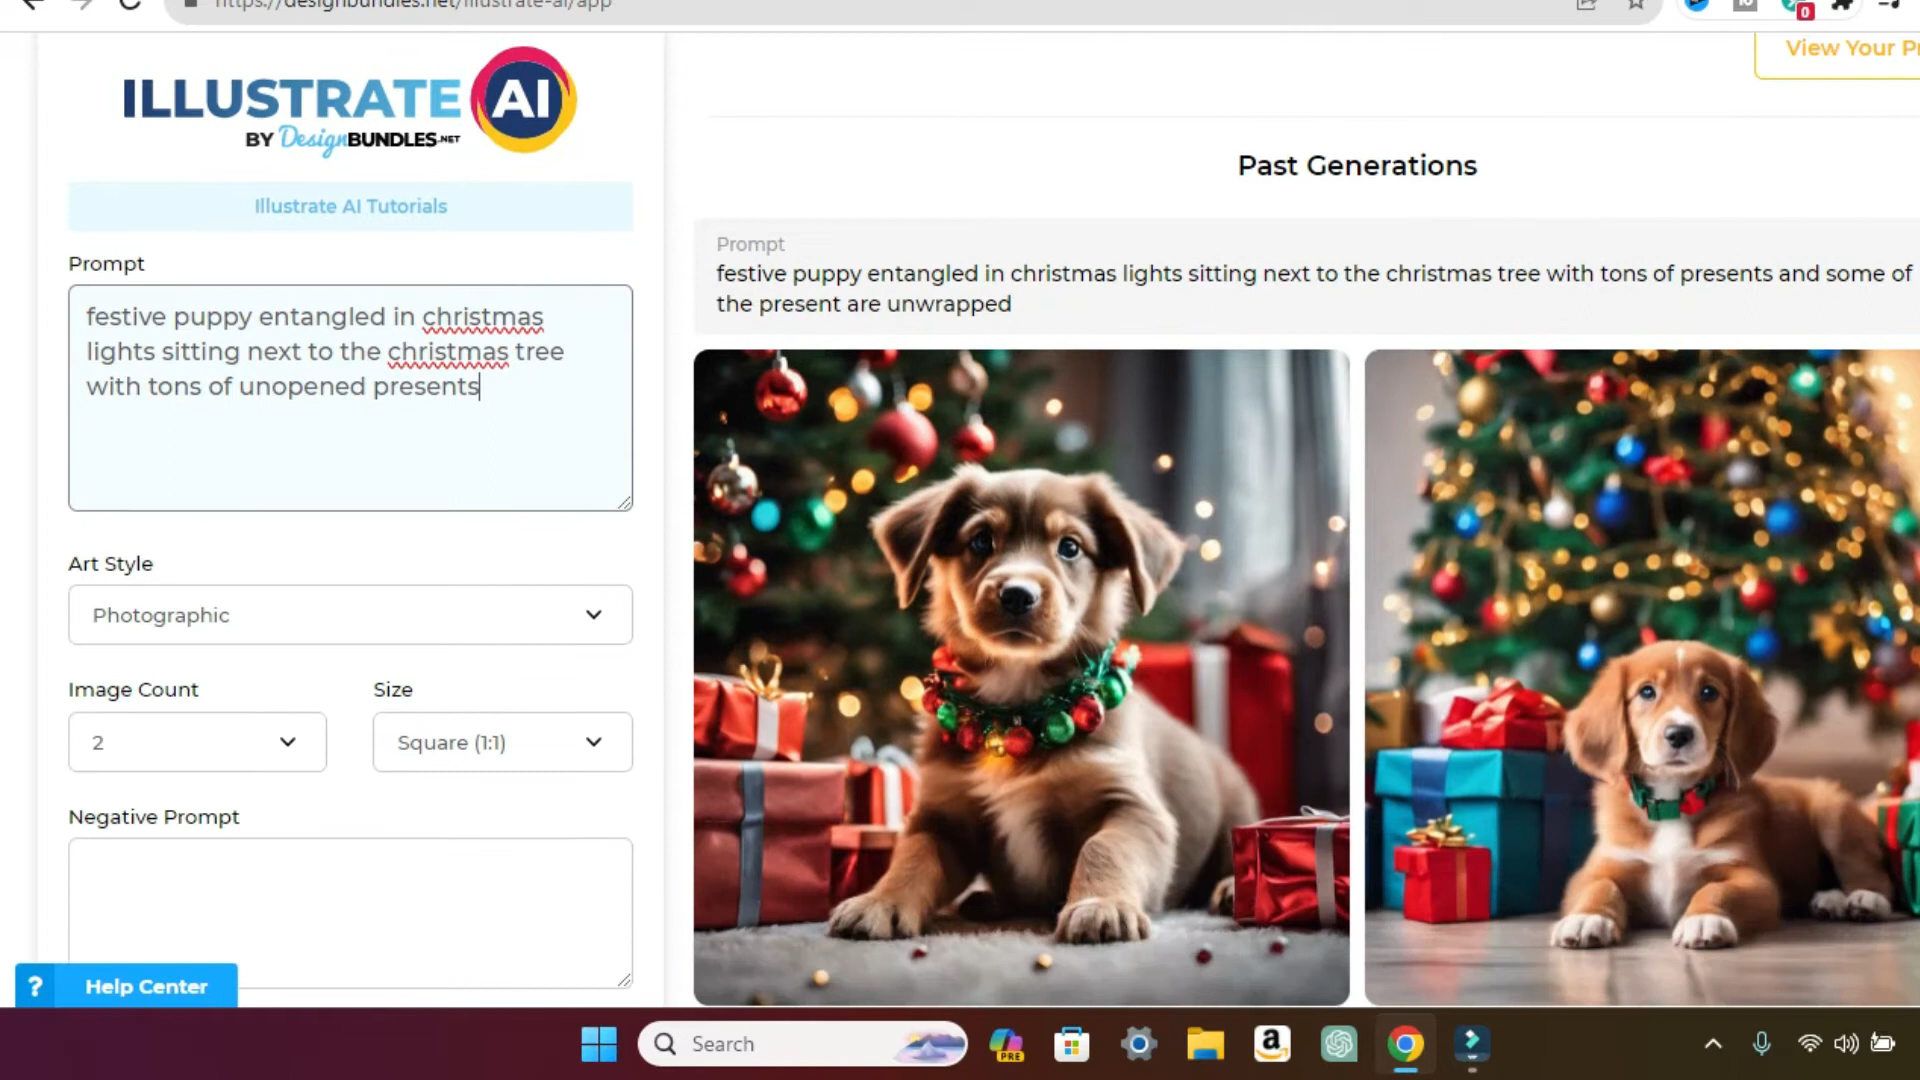 https://designbundles.net/illustrate-ai/app
0
ILLUSTRATE AI
BY DesignBUNDLES.NET
Illustrate AI Tutorials
Prompt
festive puppy entangled in christmas
lights sitting next to the christmas tree
with tons of unopened presents
Art Style
Photographic
Image Count
Size
2
Square (1:1)
Negative Prompt
? Help Center
View Your Pr
Past Generations
Prompt
festive puppy entangled in christmas lights sitting next to the christmas tree with tons of presents and some of
the present are unwrapped
Search
PRE
a